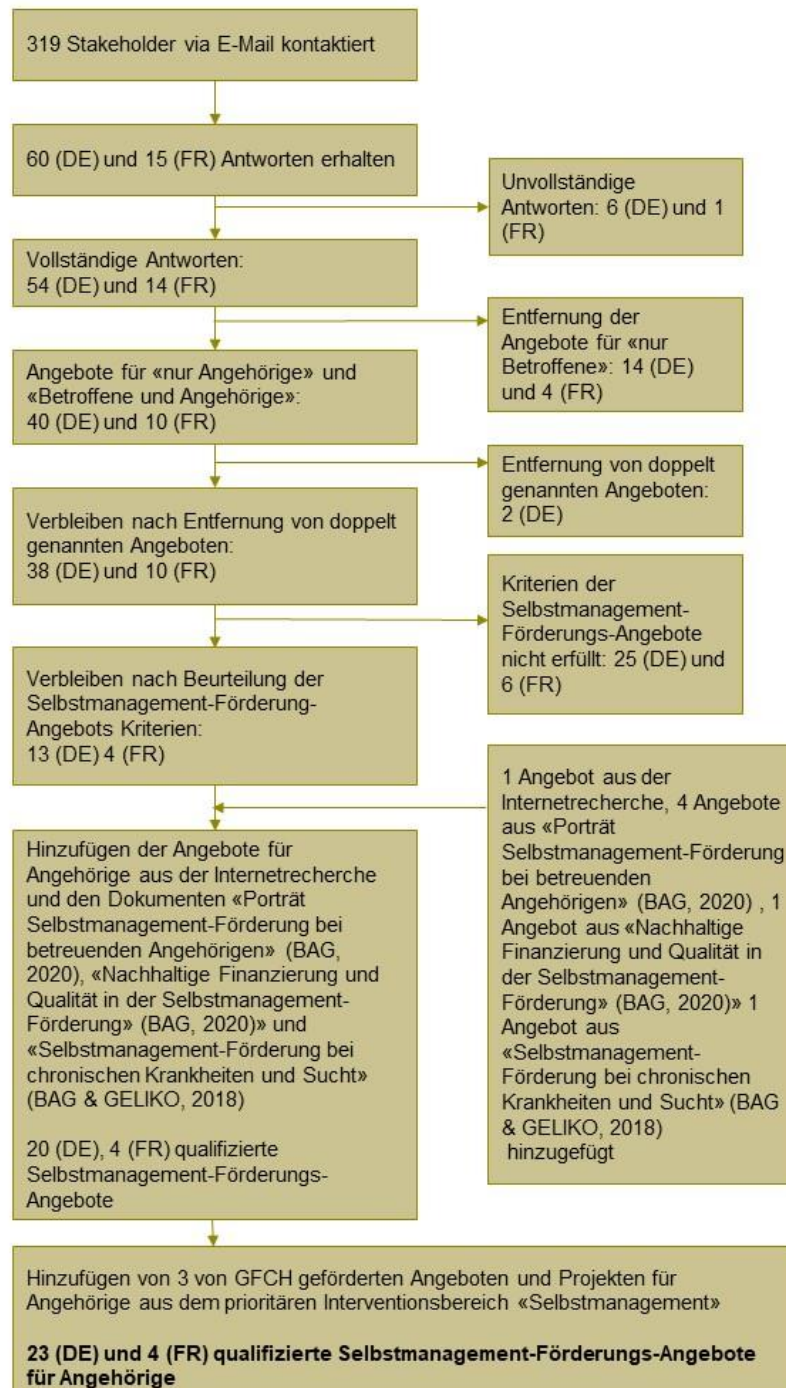 319 Stakeholder via E-Mail kontaktiert
60 (DE) und 15 (FR) Antworten erhalten
Unvollständige
Antworten: 6 (DE) und 1
(FR)
Vollständige Antworten:
54 (DE) und 14 (FR)
Entfernung der
Angebote für «nur
Betroffene»: 14 (DE)
und 4 (FR)
Angebote für «nur Angehörige» und
«Betroffene und Angehörige»:
40 (DE) und 10 (FR)
Entfernung von doppelt
genannten Angeboten:
2 (DE)
Verbleiben nach Entfernung von doppelt
genannten Angeboten:
38 (DE) und 10 (FR)
Kriterien der
Selbstmanagement-
Förderungs-Angebote
nicht erfüllt: 25 (DE) und
6 (FR)
Verbleiben nach Beurteilung der
Selbstmanagement-Förderung-
Angebots Kriterien:
13 (DE) 4 (FR)
1 Angebot aus der
Internetrecherche, 4 Angebote
aus «Porträt
Selbstmanagement-Förderung
bei betreuenden
Angehörigen» (BAG, 2020) , 1
Angebot aus «Nachhaltige
Finanzierung und Qualität in
der Selbstmanagement-
Förderung» (BAG, 2020)» 1
Angebot aus
«Selbstmanagement-
Förderung bei chronischen
Krankheiten und Sucht» (BAG
& GELIKO, 2018)
hinzugefügt
Hinzufügen der Angebote für
Angehörige aus der Internetrecherche
und den Dokumenten «Porträt
Selbstmanagement-Förderung bei
betreuenden Angehörigen» (BAG,
2020), «Nachhaltige Finanzierung und
Qualität in der Selbstmanagement-
Förderung» (BAG, 2020)» und
«Selbstmanagement-Förderung bei
chronischen Krankheiten und Sucht»
(BAG & GELIKO, 2018)
20 (DE), 4 (FR) qualifizierte
Selbstmanagement-Förderungs-
Angebote
Hinzufügen von 3 von GFCH geförderten Angeboten und Projekten für
Angehörige aus dem prioritären Interventionsbereich «Selbstmanagement»
23 (DE) und 4 (FR) qualifizierte Selbstmanagement-Förderungs-Angebote
für Angehörige